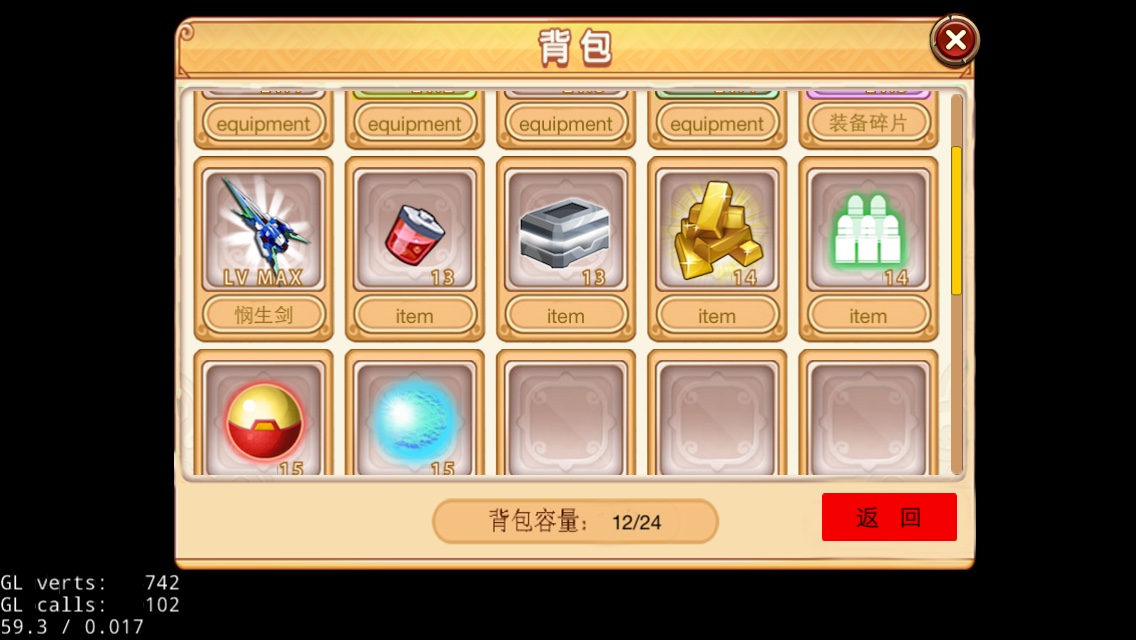 背包
equipment equipment equipment equipment 装备碎片
LV MAX 13 13 14 14
悯生剑 item item item item
15 15
背包容量： 12/24
返 回
GL verts: 742
GL calls: 102
59.3 / 0.017